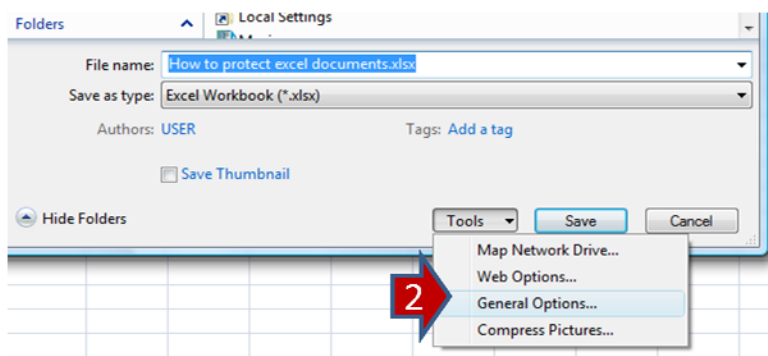 Folders
Local Settings
File name: How to protect excel documents.xlsx
Save as type: Excel Workbook (*.xlsx)
Authors: USER Tags: Add a tag
Save Thumbnail
Hide Folders Tools Save Cancel
Map Network Drive...
Web Options...
2 General Options...
Compress Pictures...